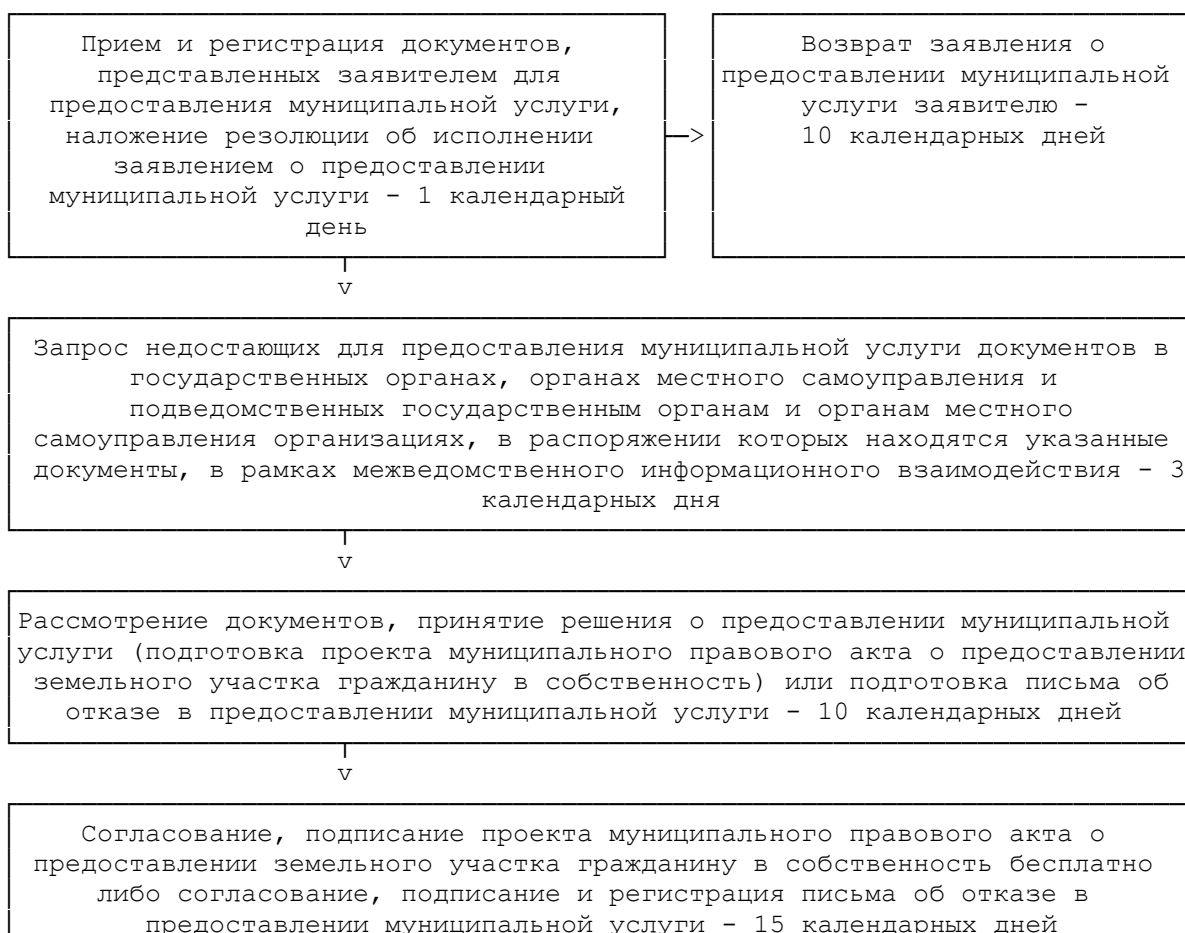 Прием и регистрация документов,
представленных заявителем для
предоставления муниципальной услуги,
наложение резолюции об исполнении
заявлением о предоставлении
муниципальной услуги - 1 календарный
день
Возврат заявления о
предоставлении муниципальной
услуги заявителю -
10 календарных дней
Запрос недостающих для предоставления муниципальной услуги документов в
государственных органах, органах местного самоуправления и
подведомственных государственным органам и органам местного
самоуправления организациях, в распоряжении которых находятся указанные
документы, в рамках межведомственного информационного взаимодействия - 3
календарных дня
Рассмотрение документов, принятие решения о предоставлении муниципальной
услуги (подготовка проекта муниципального правового акта о предоставлении
земельного участка гражданину в собственность) или подготовка письма об
отказе в предоставлении муниципальной услуги - 10 календарных дней
Согласование, подписание проекта муниципального правового акта о
предоставлении земельного участка гражданину в собственность бесплатно
либо согласование, подписание и регистрация письма об отказе в
предоставлении муниципальной услуги - 15 календарных дней